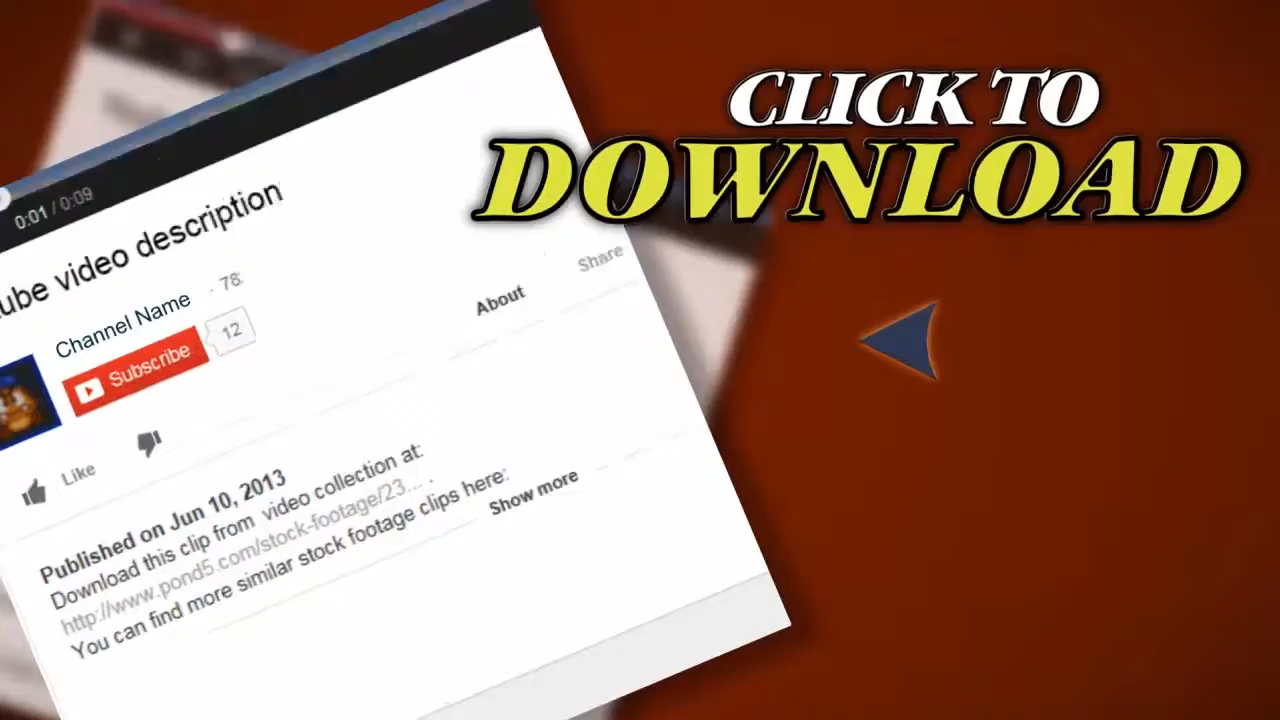 CLICK TO
DOWNLOAD
0:01 / 0:09
ube video description
Channel Name
78
Subscribe
12
About
Share
Like
Published on Jun 10, 2013
Download this clip from video collection at:
http://www.pond5.com/stock-footage/23...
You can find more similar stock footage clips here:
Show more